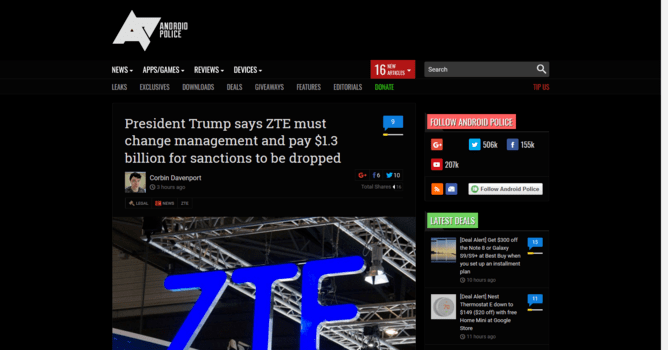 ANDROID
POLICE
NEWS APPS/GAMES REVIEWS DEVICES
16 NEW
ARTICLES
Search
LEAKS EXCLUSIVES DOWNLOADS DEALS GIVEAWAYS FEATURES EDITORIALS DONATE TIP US
President Trump says ZTE must
change management and pay $1.3
billion for sanctions to be dropped
9
Corbin Davenport
3 hours ago
G+ f 6 10
Total Shares
LEGAL NEWS ZTE
ZTE
FOLLOW ANDROID POLICE
G+ 506k f 155k
207k
Follow Android Police
LATEST DEALS
[Deal Alert] Get $300 off
the Note 8 or Galaxy
S9/S9+ at Best Buy when
you set up an installment
plan
10 hours ago
[Deal Alert] Nest
Thermostat E down to
$149 ($20 off) with free
Home Mini at Google
Store
11 hours ago
11